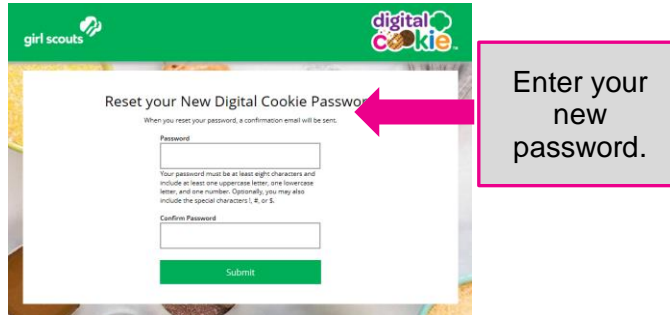 girl scouts
digital
cookie
Reset your New Digital Cookie Passwor
When you reset your password, a confirmation email will be sent.
Password
Your password must be at least eight characters and
include at least one uppercase letter, one lowercase
letter, and one number. Optionally, you may also
include the special characters !, #, or $.
Confirm Password
Submit
Enter your
new
password.